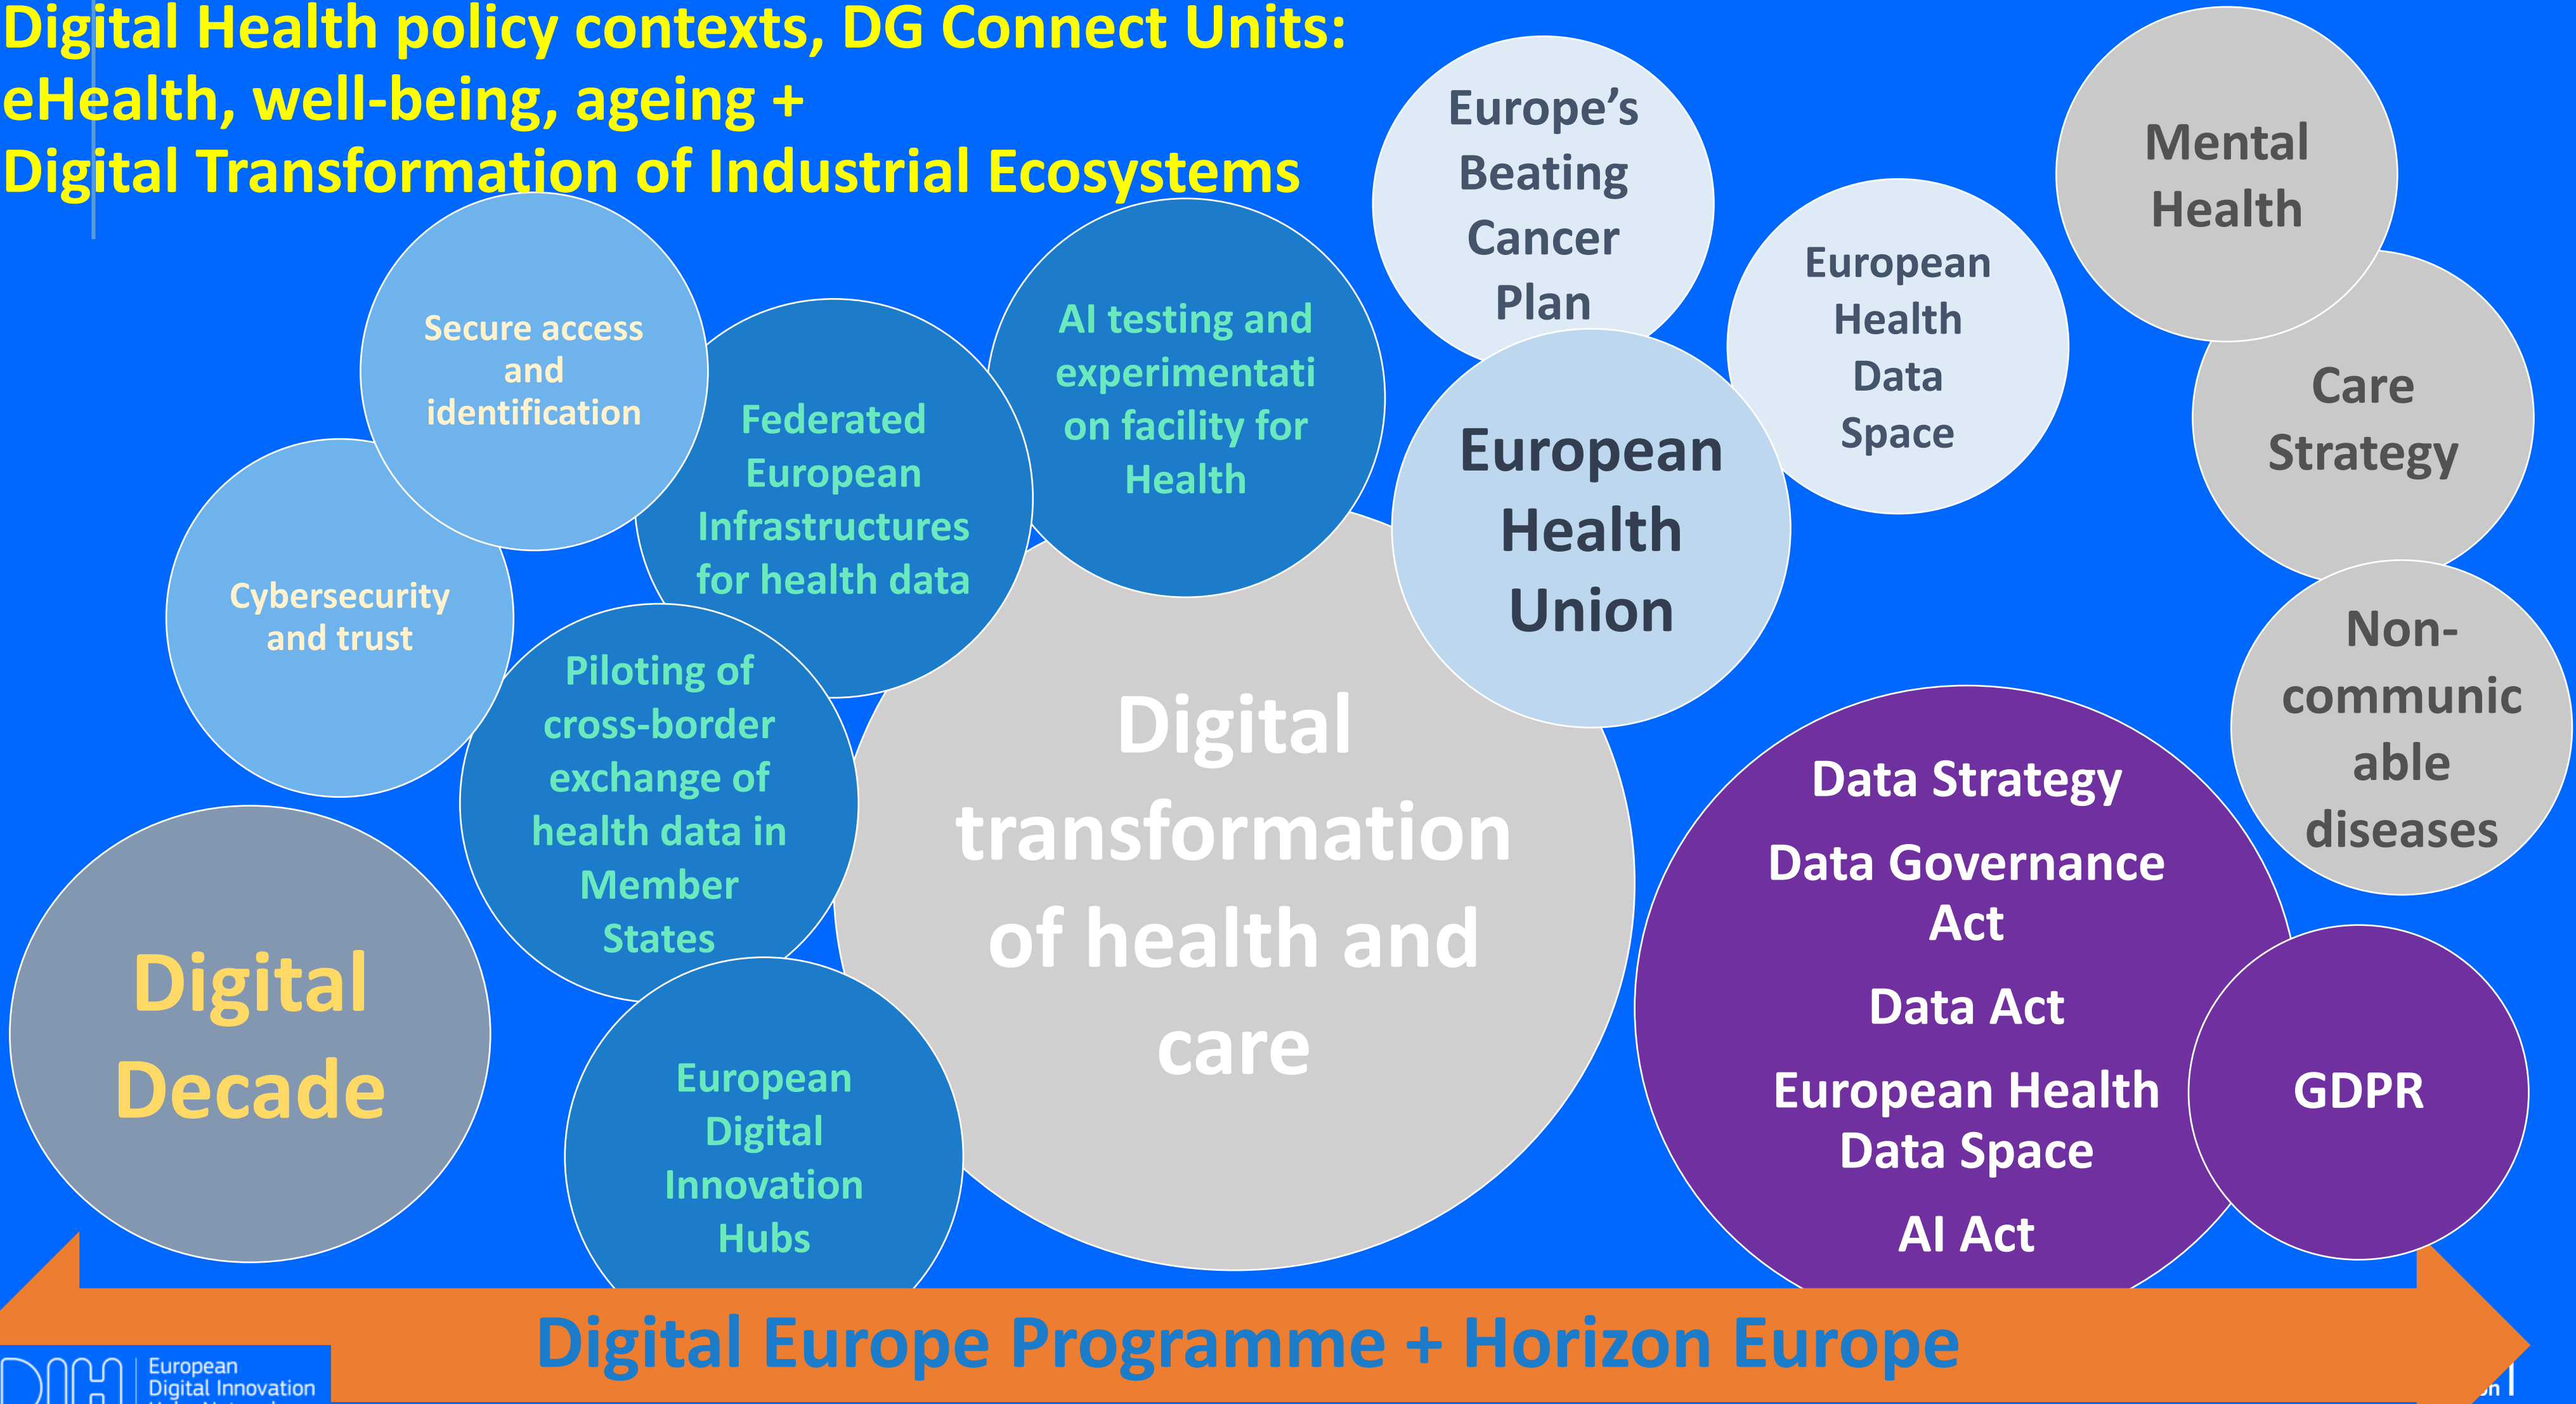 Digital Health policy contexts, DG Connect Units:
eHealth, well-being, ageing +
Digital Transformation of Industrial Ecosystems
Europe’s
Beating
Cancer
Plan
Mental
Health
European
Health
Data
Space
Secure access
and
identification
AI testing and
experimentati
on facility for
Health
Federated
European
Infrastructures
for health data
European
Health
Union
Care
Strategy
Cybersecurity
and trust
Non-
communic
able
diseases
Piloting of
cross-border
exchange of
health data in
Member
States
Digital
transformation
of health and
care
Data Strategy
Data Governance
Act
Data Act
European Health
Data Space
AI Act
GDPR
Digital
Decade
European
Digital
Innovation
Hubs
Digital Europe Programme + Horizon Europe
European
Digital Innovation